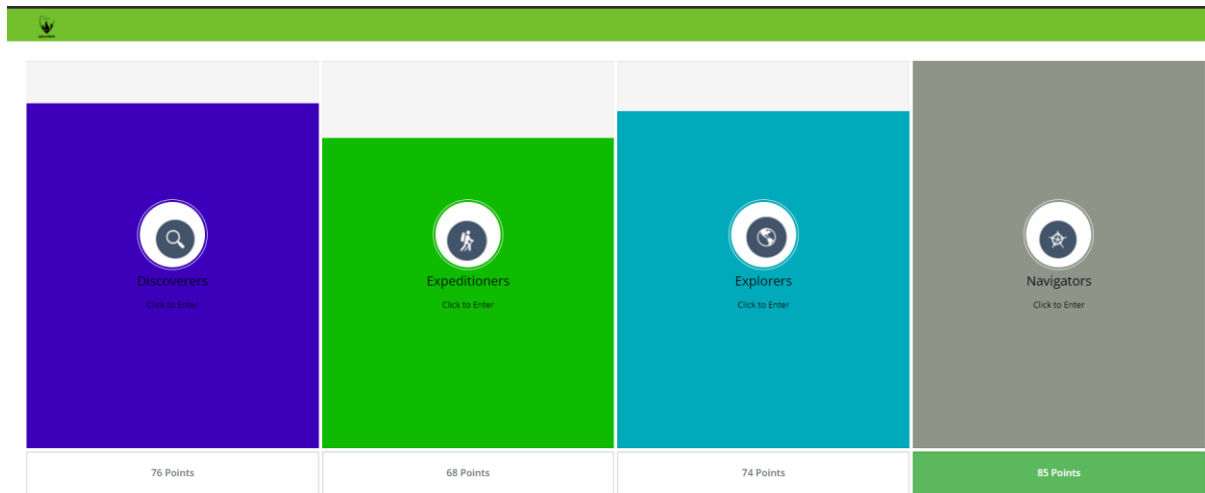 Discoverers
Click to Enter
76 Points
Expeditioners
Click to Enter
68 Points
Explorers
Click to Enter
74 Points
Navigators
Click to Enter
85 Points